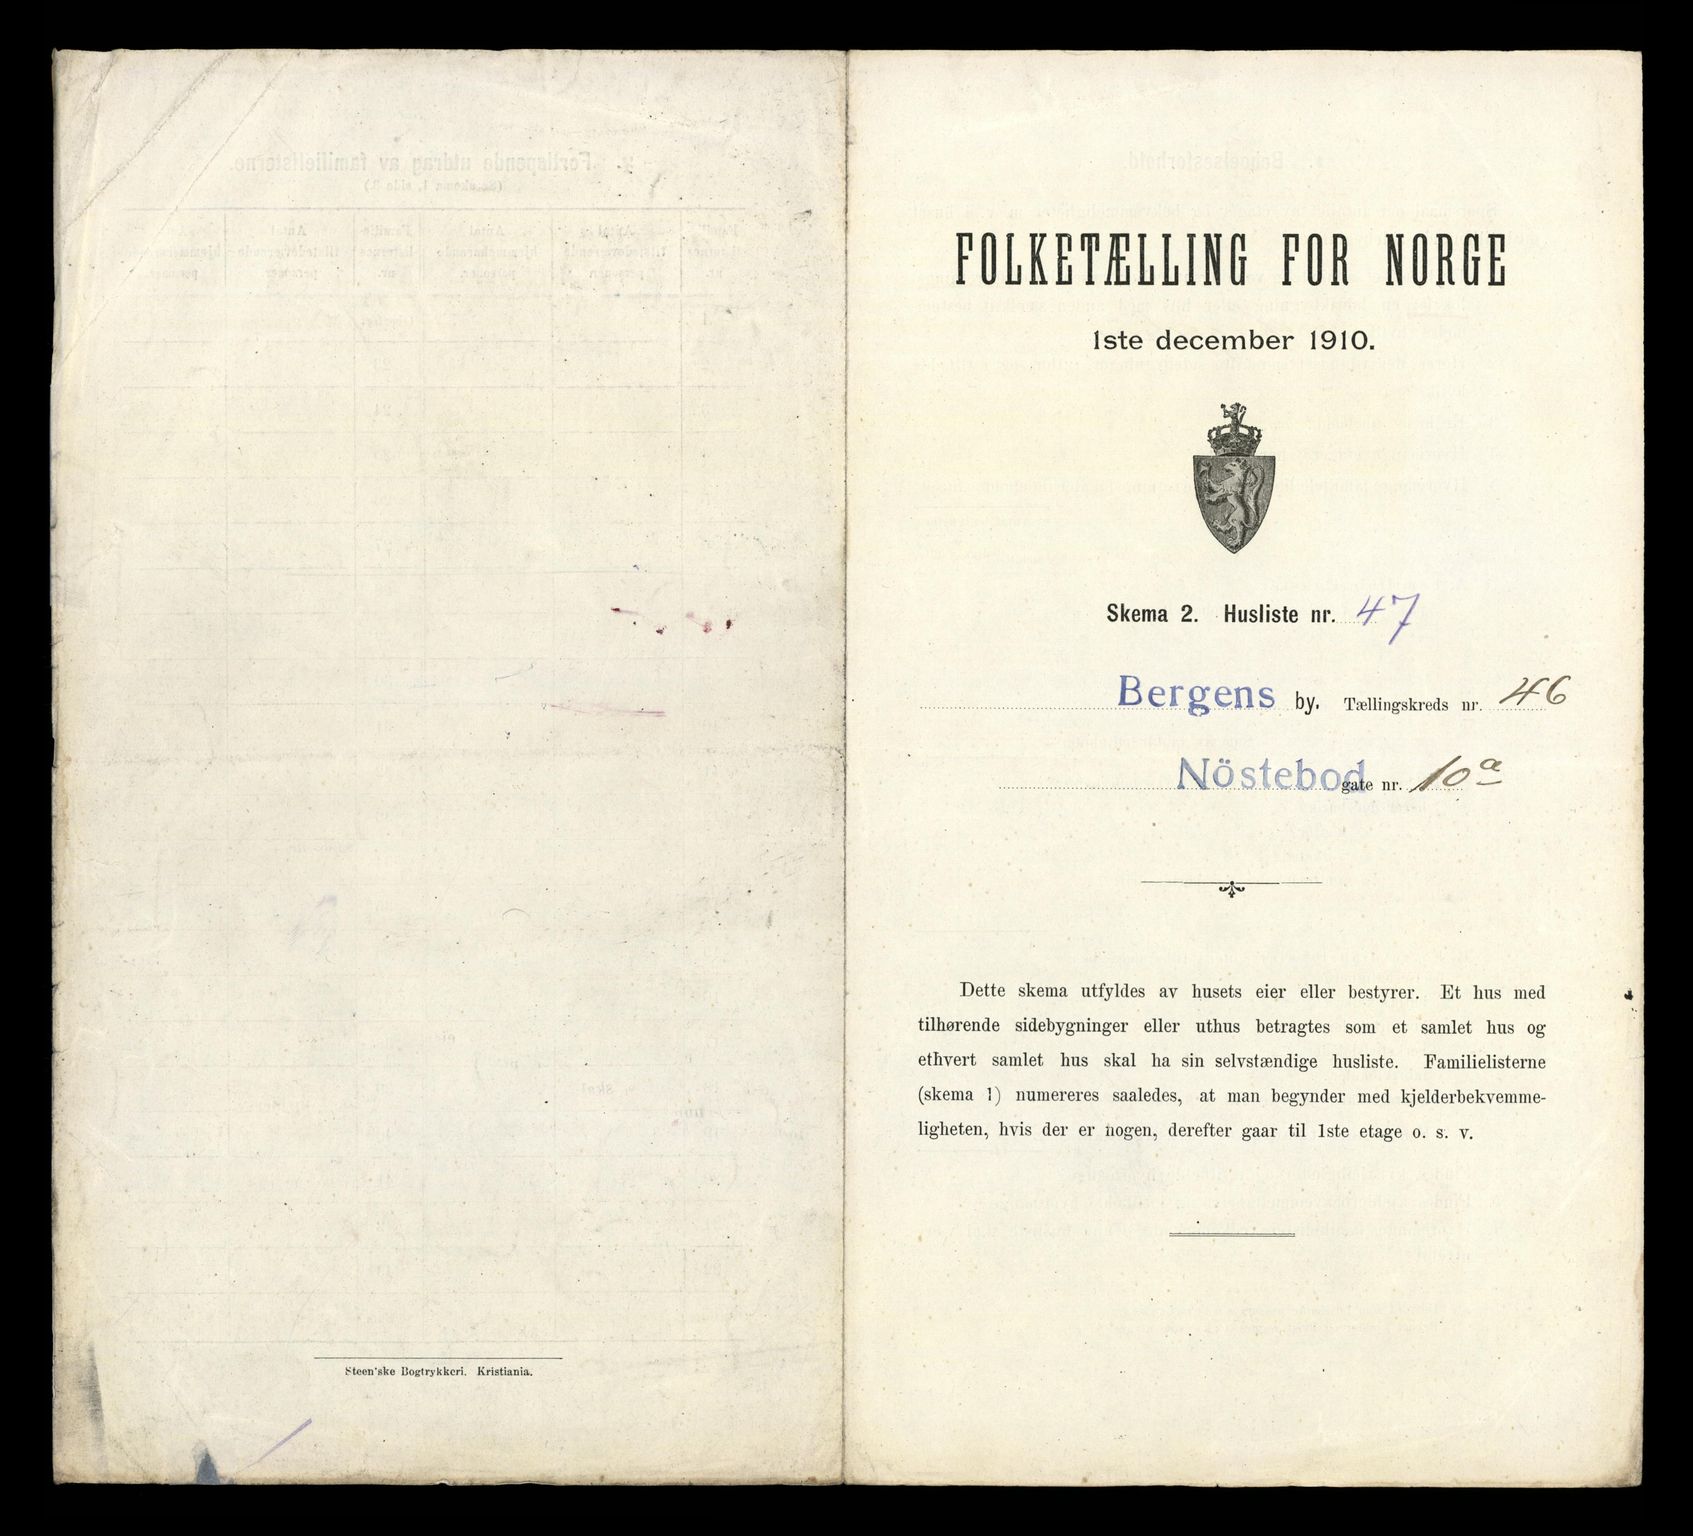 FOLKETÆLLING FOR NORGE
1ste december 1910.
Skema 2. Husliste nr. 47
Bergens by. Tællingskreds nr. 46
Nöstebod gate nr. 10a
Dette skema utfyldes av husets eier eller bestyrer. Et hus med
tilhørende sidebygninger eller uthus betragtes som et samlet hus og
ethvert samlet hus skal ha sin selvstændige husliste. Familielisterne
(skema 1) numereres saaledes, at man begynder med kjelderbekvemme-
ligheten, hvis der er nogen, derefter gaar til 1ste etage o. s. v.
Steen'ske Bogtrykkeri. Kristiania.